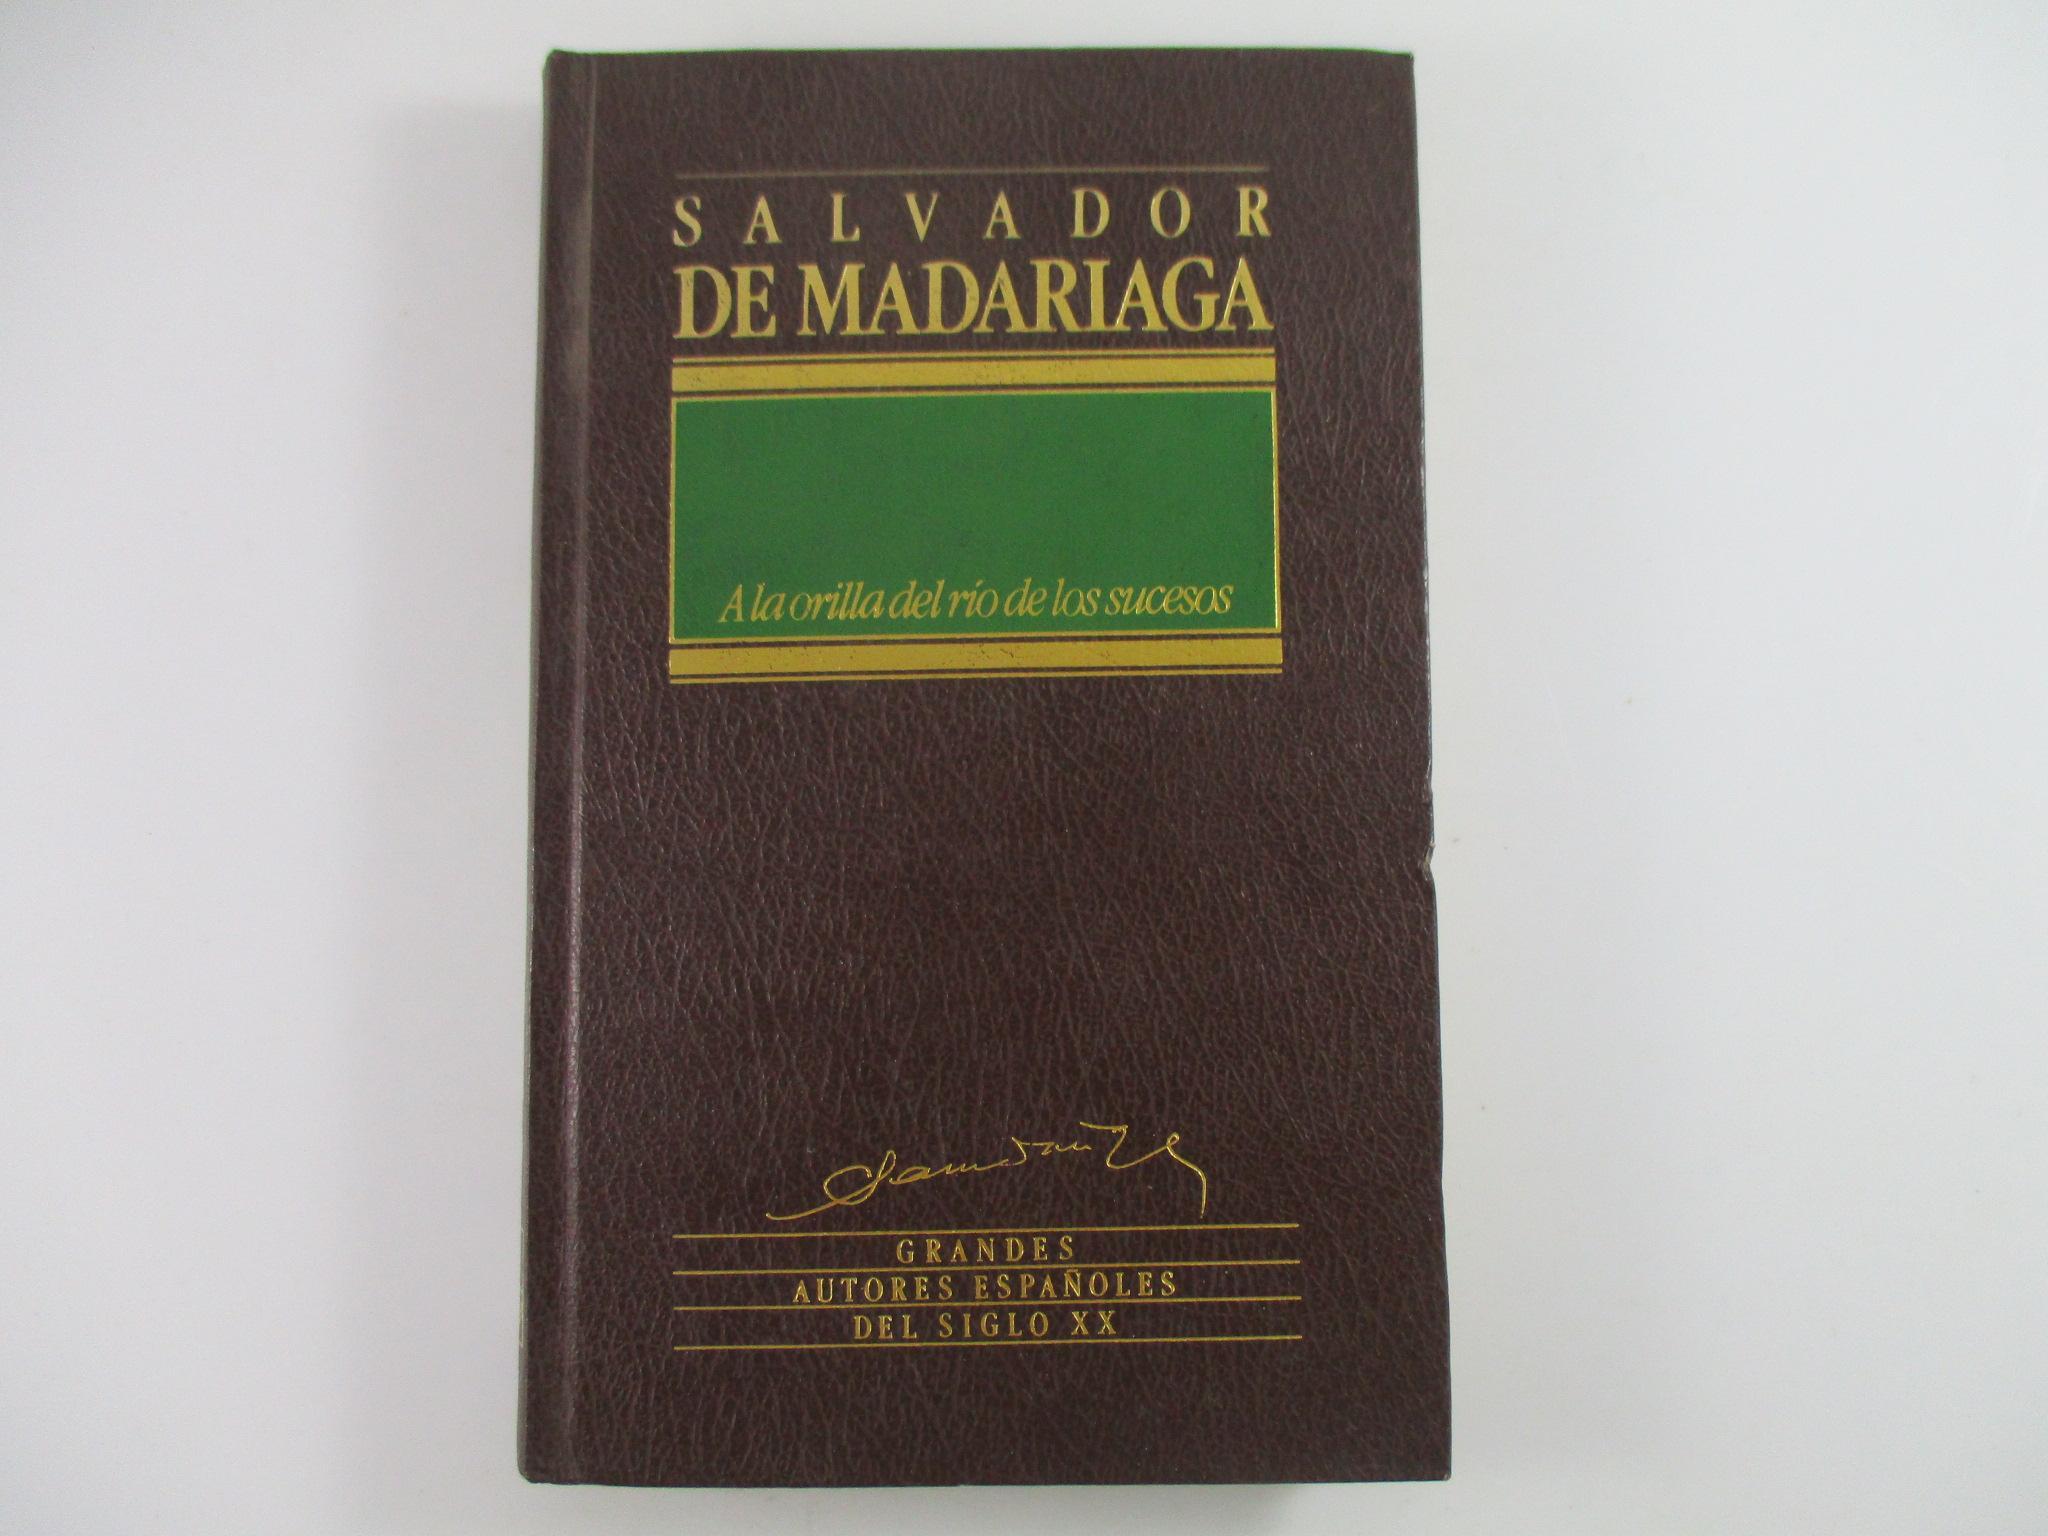 SALVADOR
DE MADARIAGA
A la orilla del río de los sucesos
GRANDES
AUTORES ESPAÑOLES
DEL SIGLO XX